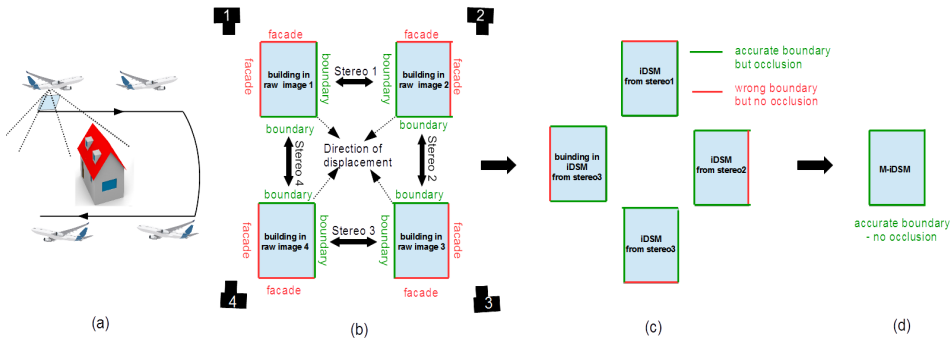 1
2
facade
facade
facade
building in
raw image 1
boundary
Stereo 1
boundary
building in
raw image 2
facade
boundary
boundary
Direction of
displacement
Stereo 4
Stereo 2
boundary
boundary
facade
building in
raw image 4
boundary
Stereo 3
boundary
building in
raw image 3
facade
facade
facade
4
3
iDSM
from stereo1
accurate boundary
but occlusion
wrong boundary
but no occlusion
buinding in
iDSM
from stereo3
iDSM
from stereo2
iDSM
from stereo3
M-iDSM
accurate boundary
- no occlusion
(a)
(b)
(c)
(d)